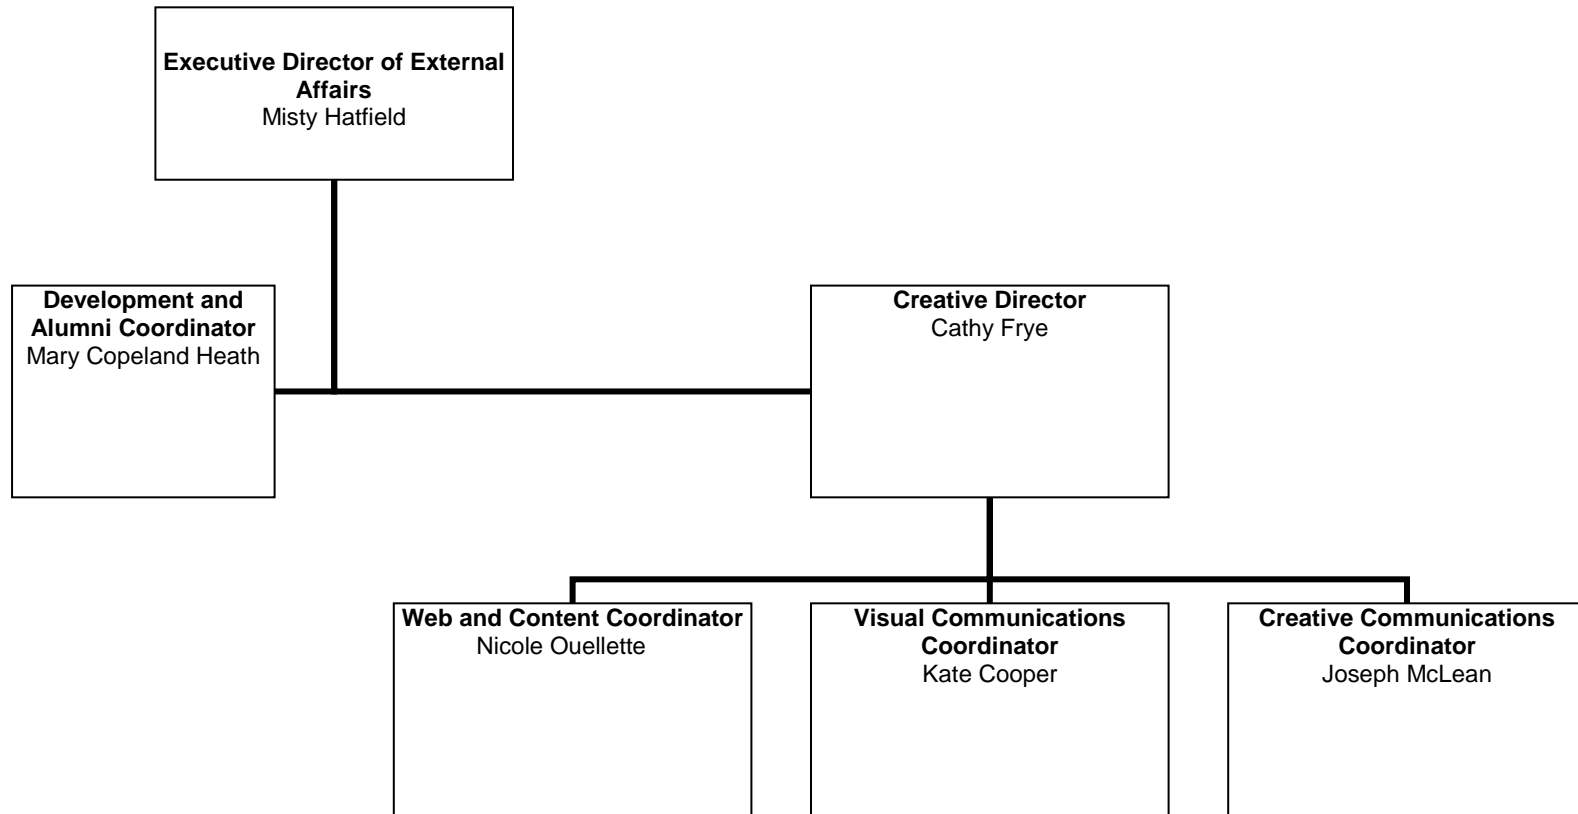 Executive Director of External
Affairs
Misty Hatfield
Development and
Alumni Coordinator
Mary Copeland Heath
Creative Director
Cathy Frye
Web and Content Coordinator
Nicole Ouellette
Visual Communications
Coordinator
Kate Cooper
Creative Communications
Coordinator
Joseph McLean